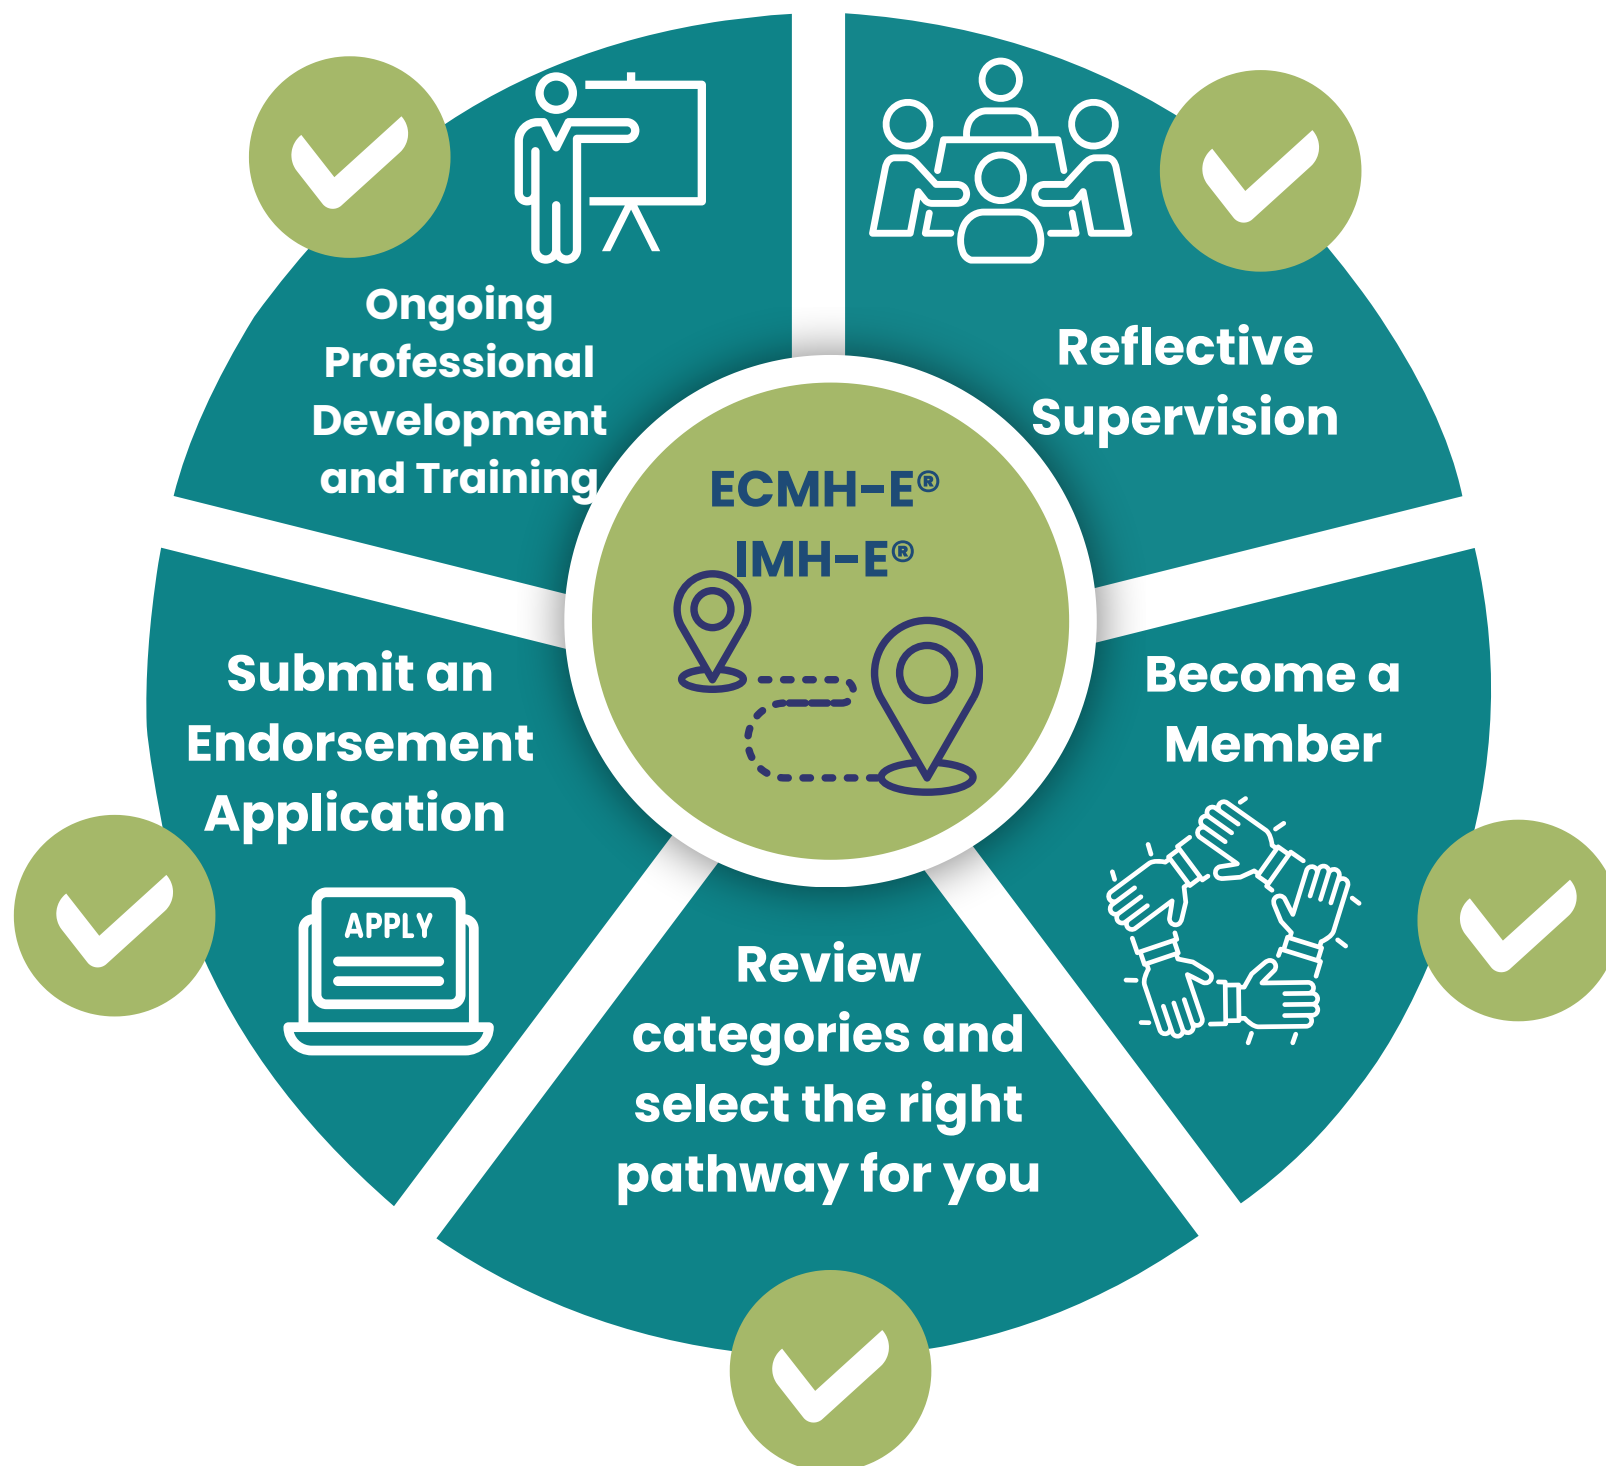 Ongoing
Professional
Development
and Training
Reflective
Supervision
ECMH-E®
IMH-E®
Submit an
Endorsement
Application
APPLY
Become a
Member
Review
categories and
select the right
pathway for you